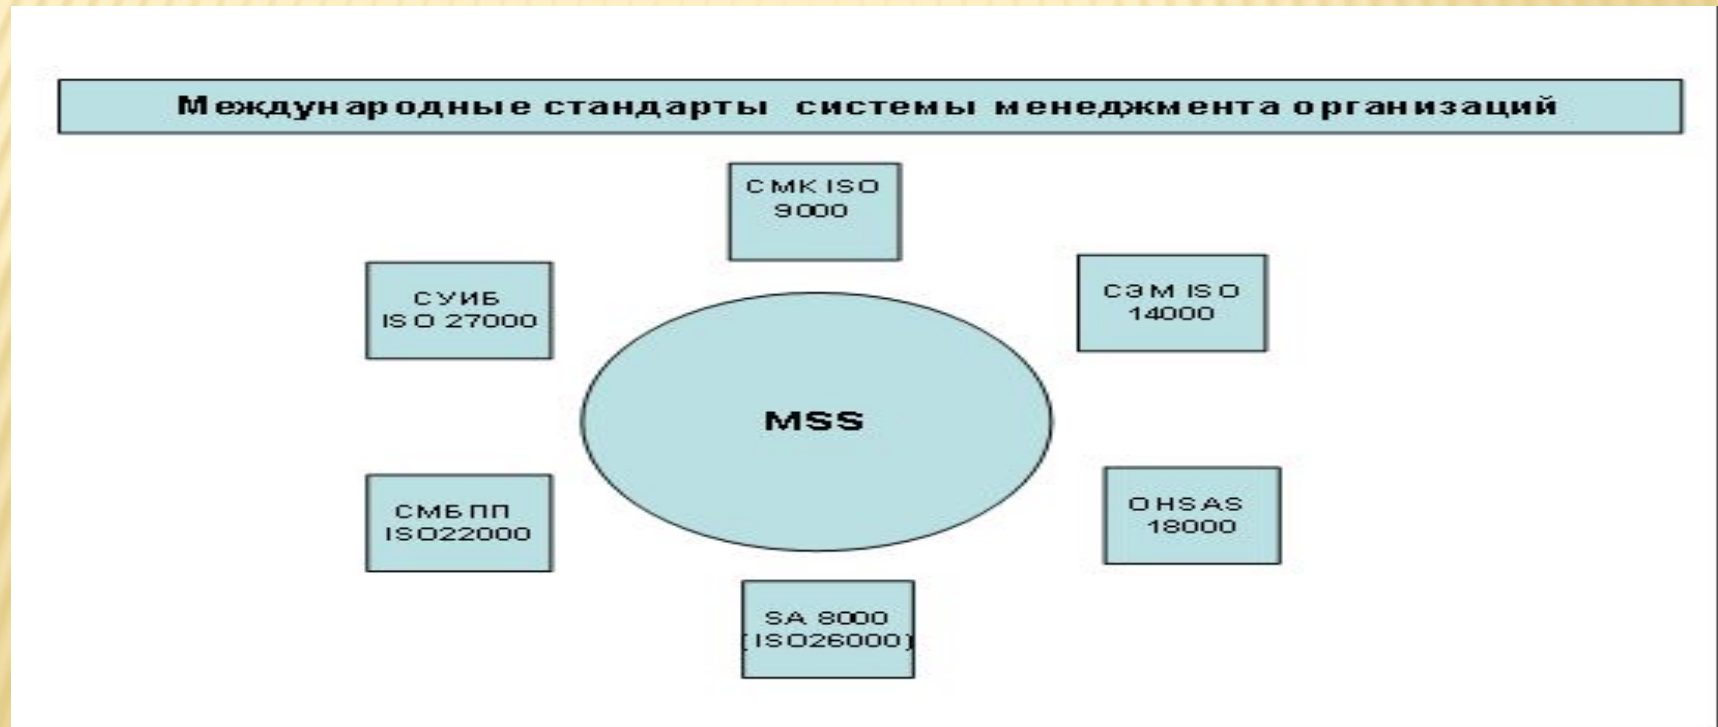 Международные стандарты системы менеджмента организаций
СМК ISO
9000
СУИБ
ISO 27000
СЭМ ISO
14000
MSS
СМБПП
ISO22000
OHSAS
18000
SA 8000
(ISO26000)